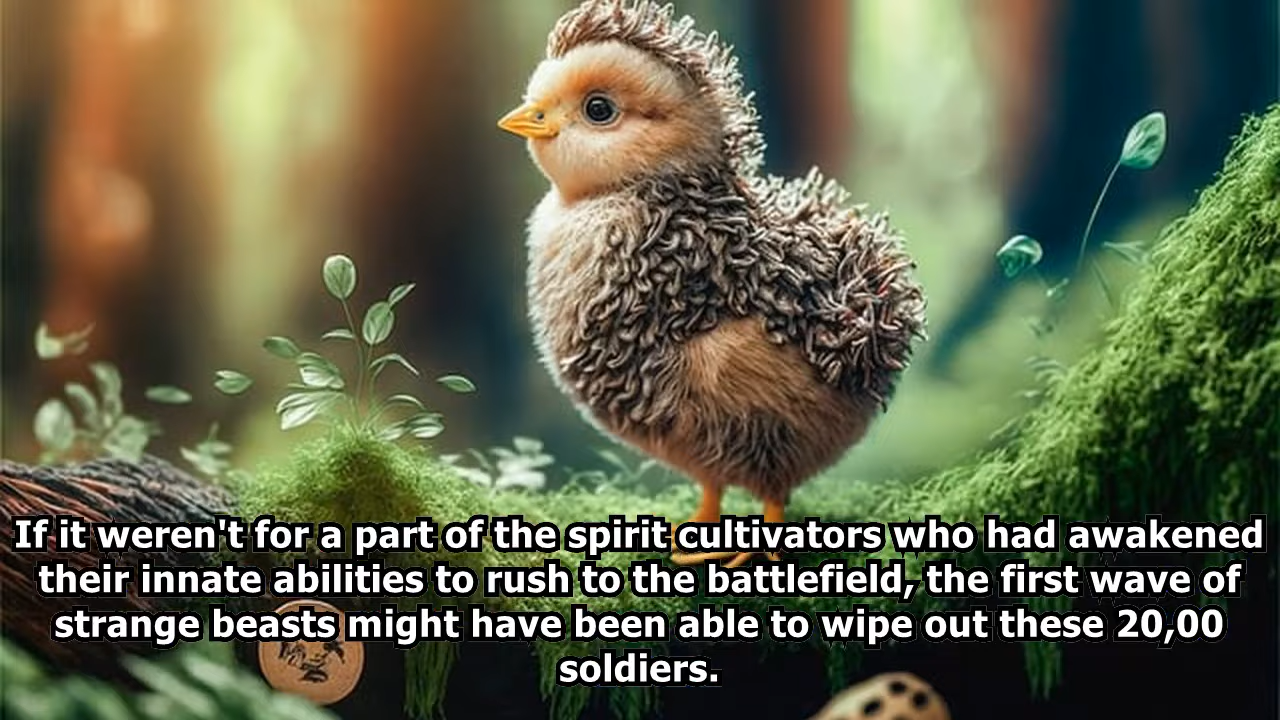 If it weren't for a part of the spirit cultivators who had awakened
their innate abilities to rush to the battlefield, the first wave of
strange beasts might have been able to wipe out these 20,00
soldiers.